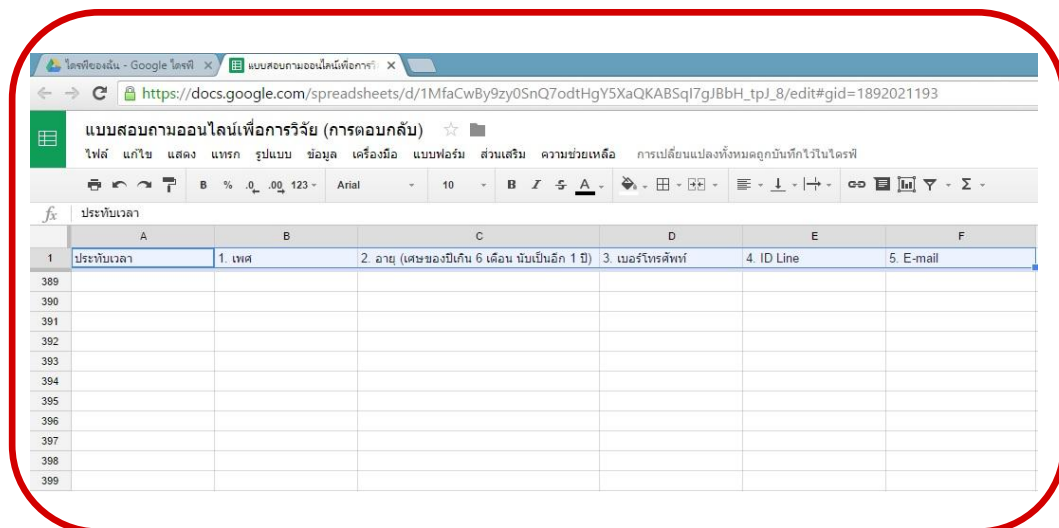 ไดรฟ์ของฉัน - Google ไดรฟ์ แบบสอบถามออนไลน์เพื่อการวิ
https://docs.google.com/spreadsheets/d/1MfaCwBy9zy0SnQ7odtHgY5XaQKABSqI7gJBbH_tpJ_8/edit#gid=1892021193
แบบสอบถามออนไลน์เพื่อการวิจัย (การตอบกลับ)
ไฟล์ แก้ไข แสดง แทรก รูปแบบ ข้อมูล เครื่องมือ แบบฟอร์ม ส่วนเสริม ความช่วยเหลือ การเปลี่ยนแปลงทั้งหมดถูกบันทึกไว้ในไดรฟ์
B % .0 .00 123 Arial 10 B I S A Σ
fx ประทับเวลา
A B C D E F
1 ประทับเวลา 1. เพศ 2. อายุ (เศษของปีเกิน 6 เดือน นับเป็นอีก 1 ปี) 3. เบอร์โทรศัพท์ 4. ID Line 5. E-mail
389
390
391
392
393
394
395
396
397
398
399